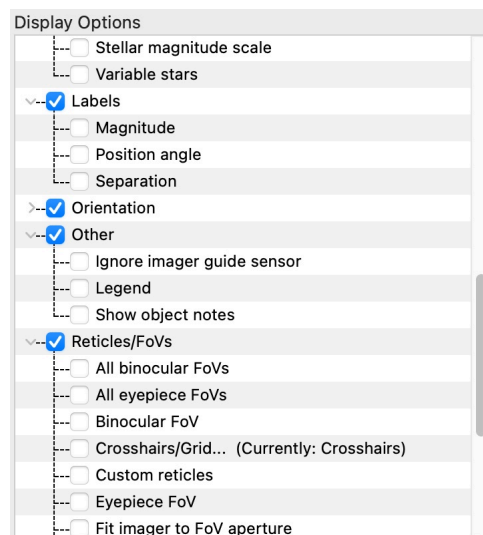 Display Options
Stellar magnitude scale
Variable stars
Labels
Magnitude
Position angle
Separation
Orientation
Other
Ignore imager guide sensor
Legend
Show object notes
Reticles/FoVs
All binocular FoVs
All eyepiece FoVs
Binocular FoV
Crosshairs/Grid... (Currently: Crosshairs)
Custom reticles
Eyepiece FoV
Fit imager to FoV aperture